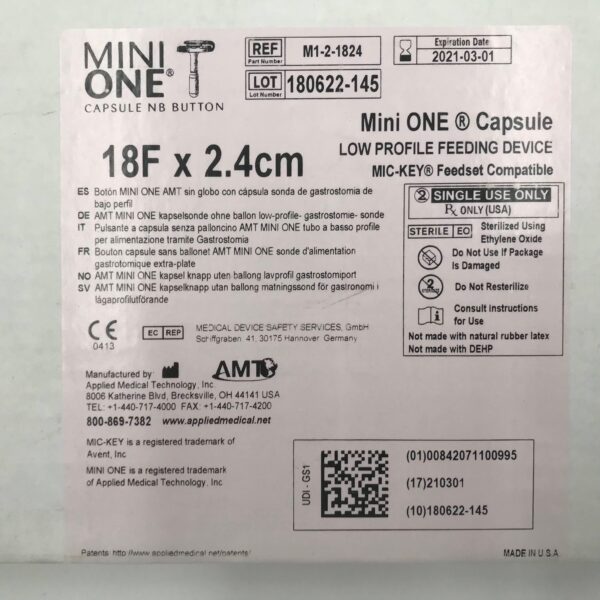 MINI
ONE®
CAPSULE NB BUTTON
REF
Part Number
M1-2-1824
LOT
Lot Number
180622-145
Expiration Date
2021-03-01
18F x 2.4cm
Mini ONE ® Capsule
LOW PROFILE FEEDING DEVICE
MIC-KEY® Feedset Compatible
ES Botón MINI ONE AMT sin globo con cápsula sonda de gastrostomia de
bajo perfil
DE AMT MINI ONE kapselsonde ohne ballon low-profile- gastrostomie- sonde
IT Pulsante a capsula senza palloncino AMT MINI ONE tubo a basso profile
per alimentazione tramite Gastrostomia
FR Bouton capsule sans ballonet AMT MINI ONE sonde d'alimentation
gastrotomique extra-plate
NO AMT MINI ONE kapsel knapp uten ballong lavprofil gastrostomiport
SV AMT MINI ONE kapselknapp utan ballong matningssond för gastronomi i
lågaprofilutförande
2 SINGLE USE ONLY
Rx ONLY (USA)
STERILE EO
Sterilized Using
Ethylene Oxide
Do Not Use If Package
Is Damaged
2
Do Not Resterilize
Consult Instructions
for Use
Not made with natural rubber latex
Not made with DEHP
CE
0413
EC REP
MEDICAL DEVICE SAFETY SERVICES, GmbH
Schiffgraben 41, 30175 Hannover Germany
Manufactured by:
AMT
Applied Medical Technology, Inc.
8006 Katherine Blvd, Brecksville, OH 44141 USA
TEL: +1-440-717-4000 FAX: +1-440-717-4200
800-869-7382 www.appliedmedical.net
MIC-KEY is a registered trademark of
Avent, Inc
MINI ONE is a registered trademark
of Applied Medical Technology, Inc.
UDI - GS1
(01)00842071100995
(17)210301
(10)180622-145
Patents: http://www.appliedmedical.net/patents/
MADE IN U.S.A.